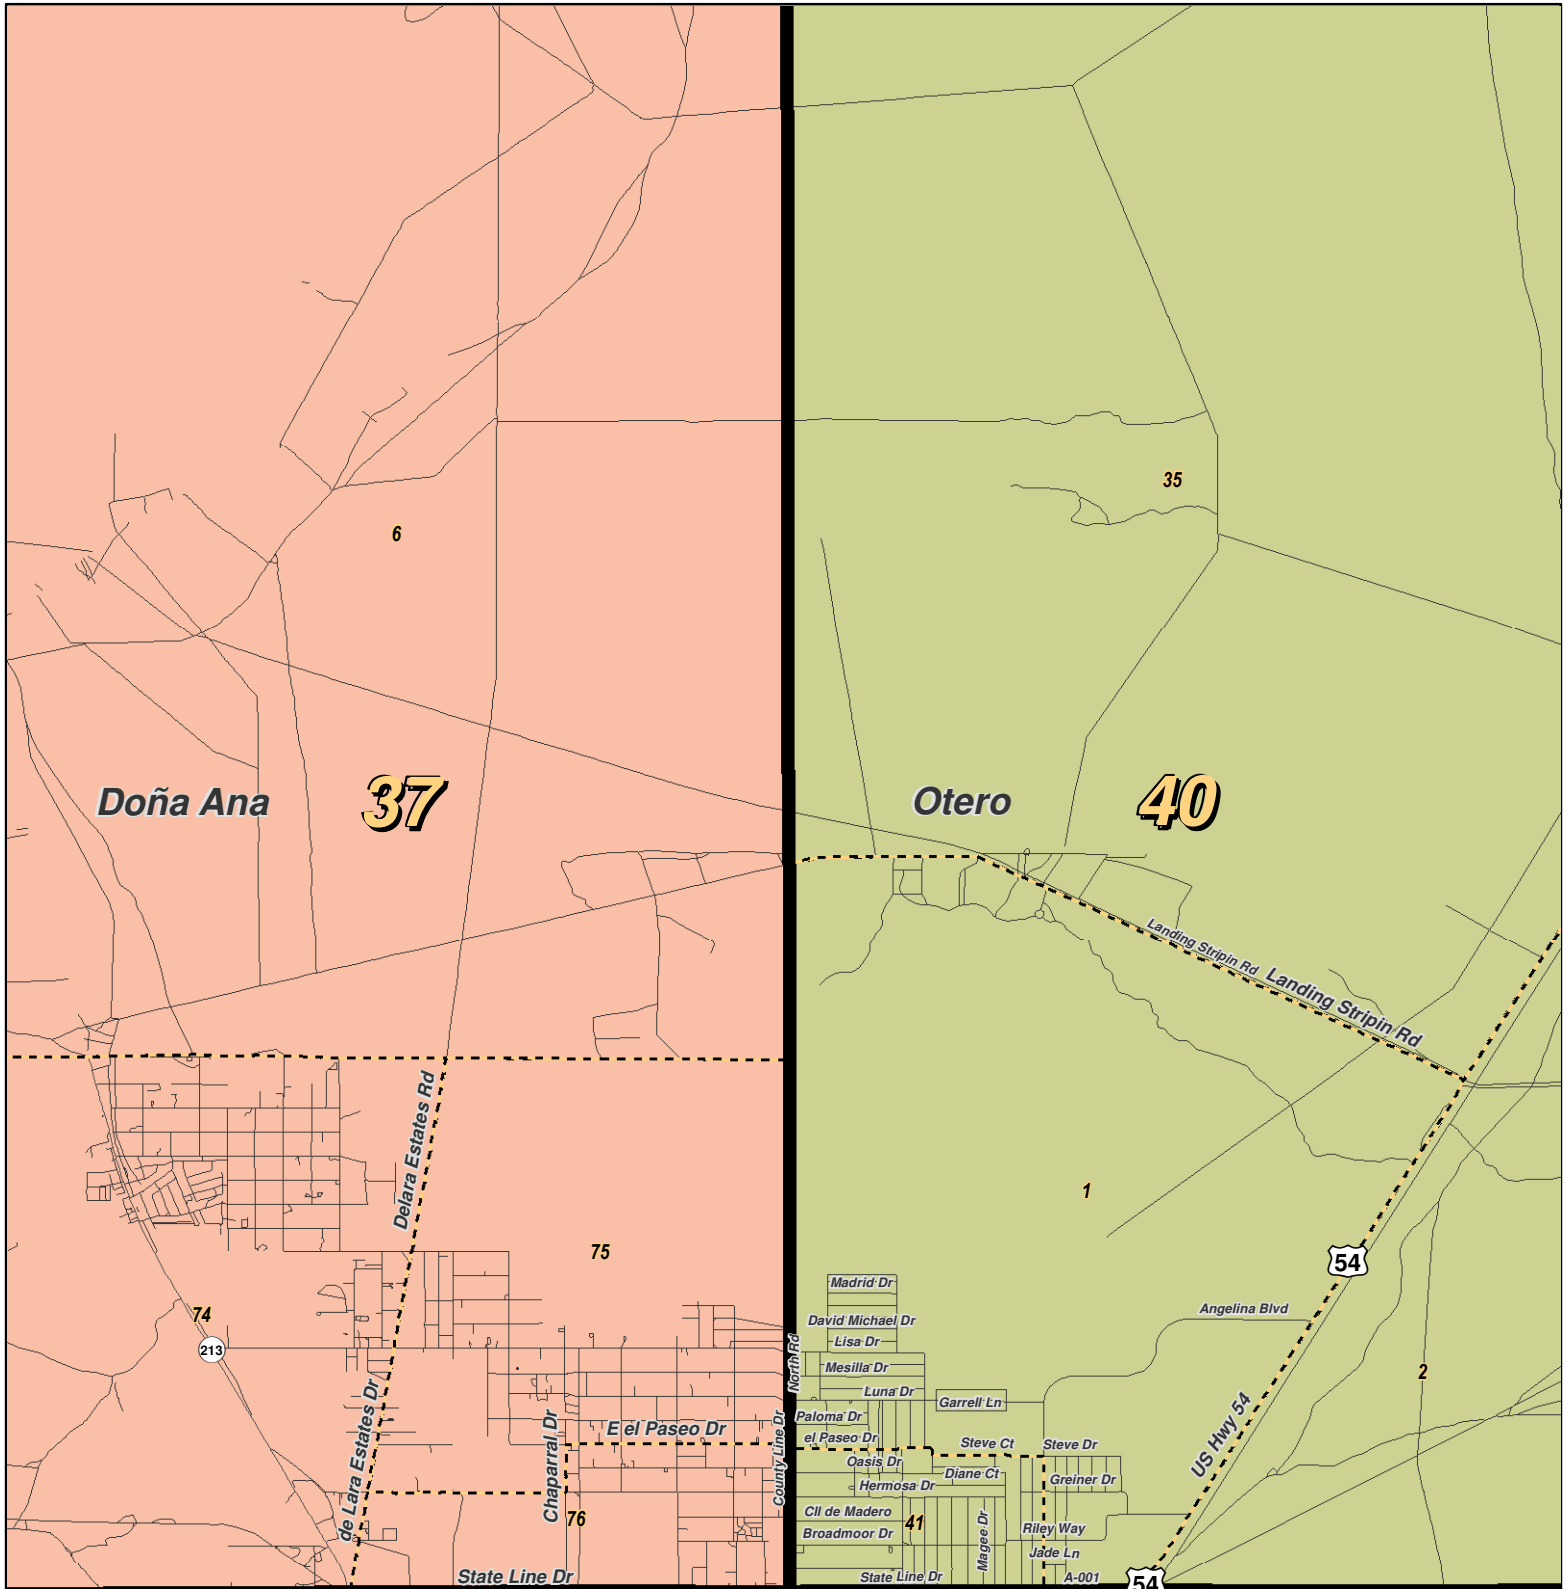 35
6
Doña Ana
37
Otero
40
Landing Stripin Rd
Landing Stripin Rd
Delara Estates Rd
1
75
54
Madrid Dr
Angelina Blvd
74
David Michael Dr
213
Lisa Dr
North Rd
Mesilla Dr
2
Luna Dr
Garrell Ln
de Lara Estates Dr
Chaparral Dr
E el Paseo Dr
County Line Dr
Paloma Dr
el Paseo Dr
Steve Ct
Steve Dr
US Hwy 54
Oasis Dr
Diane Ct
Greiner Dr
Hermosa Dr
Cll de Madero
76
41
Magee Dr
Riley Way
Broadmoor Dr
Jade Ln
State Line Dr
State Line Dr
A-001
54